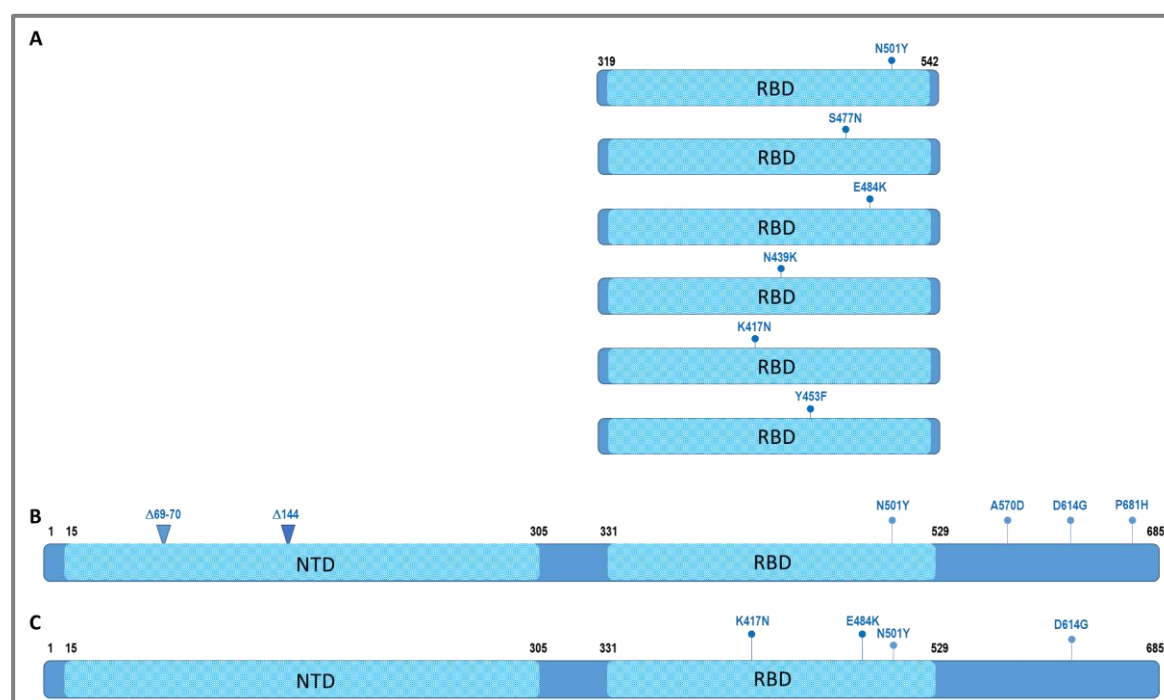 A
N501Y
319 542
RBD
S477N
RBD
E484K
RBD
N439K
RBD
K417N
RBD
Y453F
RBD
B
Δ69-70 Δ144 N501Y A570D D614G P681H
1 15 305 331 529 685
NTD RBD
C
K417N E484K N501Y D614G
1 15 305 331 529 685
NTD RBD